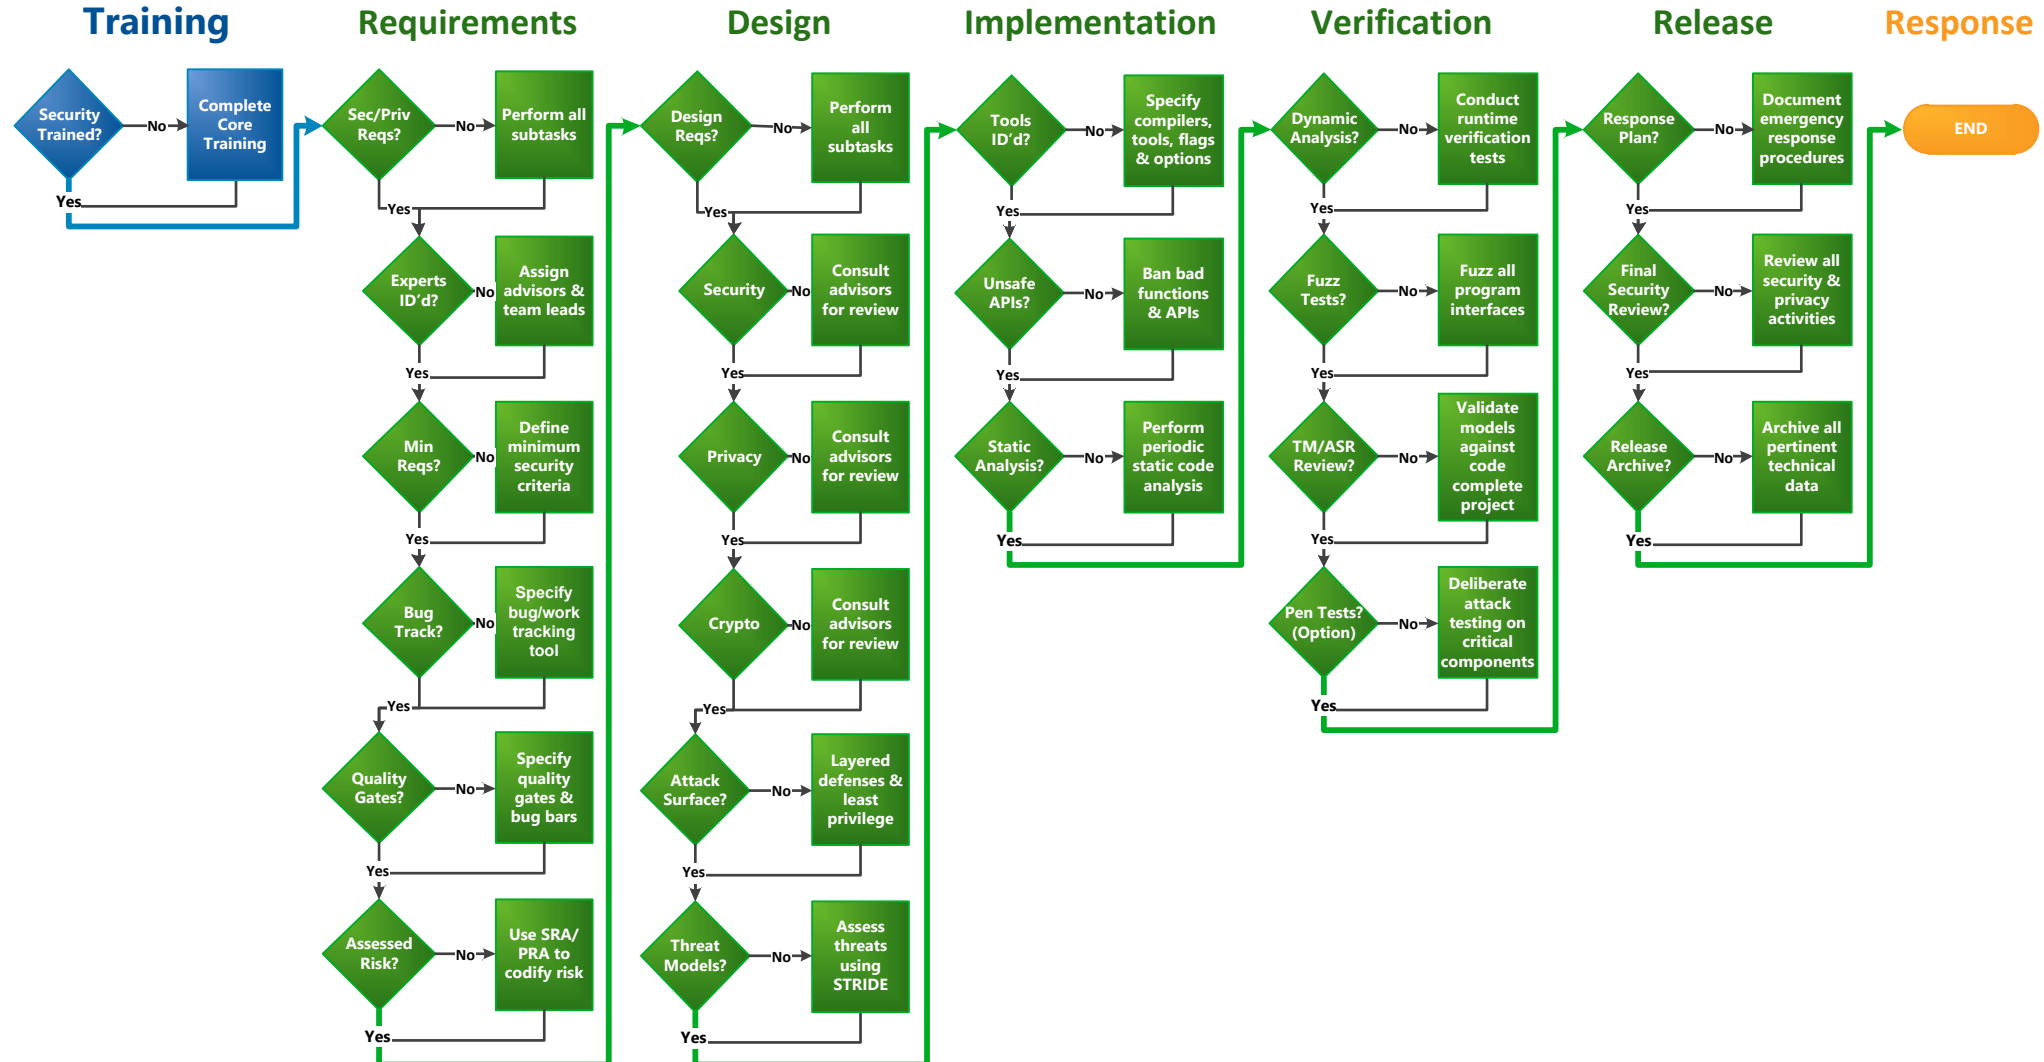 Training
Requirements
Design
Implementation
Verification
Release
Response
Security
Trained?
No
Complete
Core
Training
Yes
Sec/Priv
Reqs?
No
Perform all
subtasks
Yes
Experts
ID'd?
No
Assign
advisors &
team leads
Yes
Min
Reqs?
No
Define
minimum
security
criteria
Yes
Bug
Track?
No
Specify
bug/work
tracking
tool
Yes
Quality
Gates?
No
Specify
quality
gates &
bug bars
Yes
Assessed
Risk?
No
Use SRA/
PRA to
codify risk
Yes
Design
Reqs?
No
Perform
all
subtasks
Yes
Security
No
Consult
advisors
for review
Yes
Privacy
No
Consult
advisors
for review
Yes
Crypto
No
Consult
advisors
for review
Yes
Attack
Surface?
No
Layered
defenses &
least
privilege
Yes
Threat
Models?
No
Assess
threats
using
STRIDE
Yes
Tools
ID'd?
No
Specify
compilers,
tools, flags
& options
Yes
Unsafe
APIs?
No
Ban bad
functions
& APIs
Yes
Static
Analysis?
No
Perform
periodic
static code
analysis
Yes
Dynamic
Analysis?
No
Conduct
runtime
verification
tests
Yes
Fuzz
Tests?
No
Fuzz all
program
interfaces
Yes
TM/ASR
Review?
No
Validate
models
against
code
complete
project
Yes
Pen Tests?
(Option)
No
Deliberate
attack
testing on
critical
components
Yes
Response
Plan?
No
Document
emergency
response
procedures
Yes
Final
Security
Review?
No
Review all
security &
privacy
activities
Yes
Release
Archive?
No
Archive all
pertinent
technical
data
Yes
END